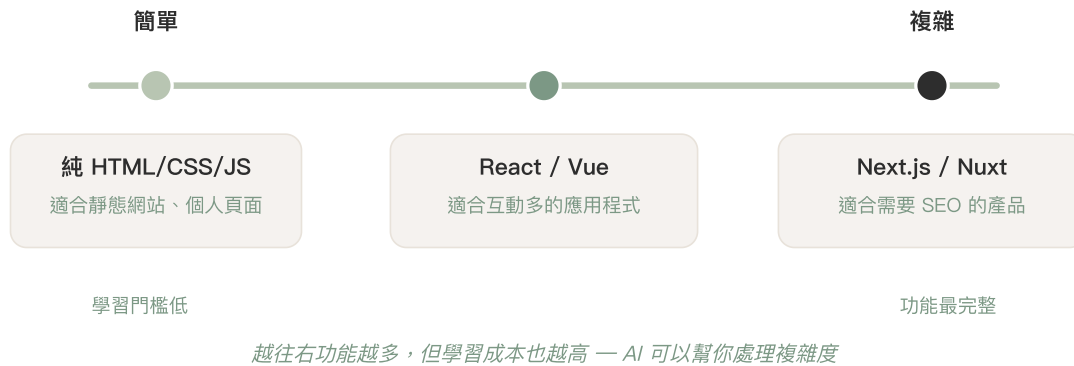 簡單
複雜
純 HTML/CSS/JS
適合靜態網站、個人頁面
React / Vue
適合互動多的應用程式
Next.js / Nuxt
適合需要 SEO 的產品
學習門檻低
功能最完整
越往右功能越多，但學習成本也越高 — AI 可以幫你處理複雜度